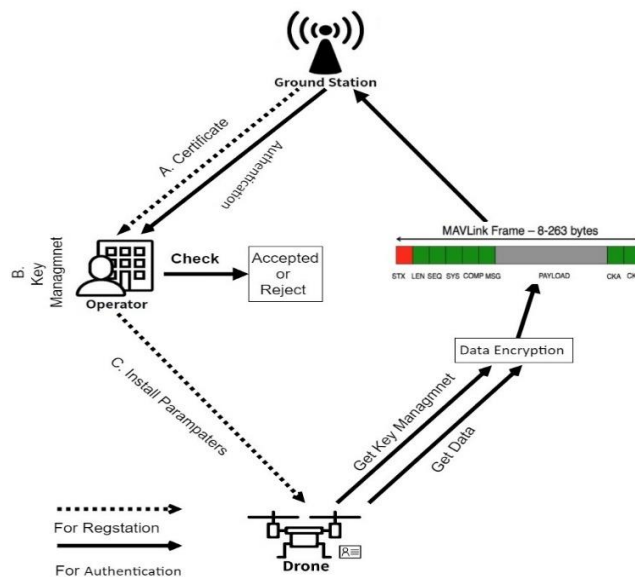 Ground Station
A. Certificate
Authentication
MAVLink Frame – 8-263 bytes
STX LEN SEQ SYS COMP MSG PAYLOAD CKA CK
B.
Key
Managmnet
Operator
Check
Accepted
or
Reject
Data Encryption
C. Install Parampaters
Get Key Managmnet
Get Data
For Regstation
For Authentication
Drone